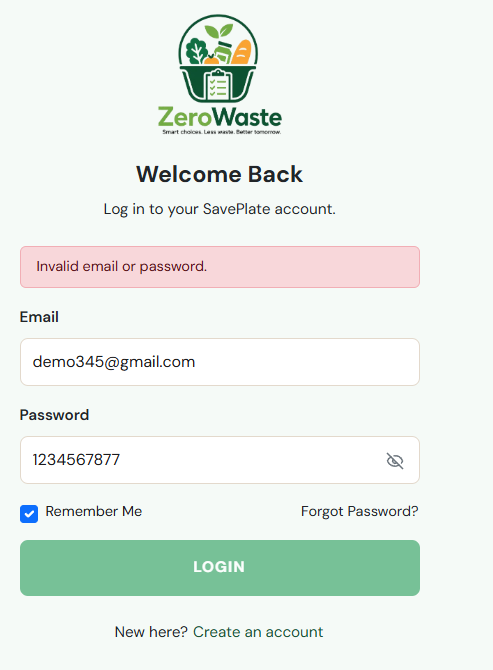 ZeroWaste
Smart choices. Less waste. Better tomorrow.
Welcome Back
Log in to your SavePlate account.
Invalid email or password.
Email
demo345@gmail.com
Password
1234567877
Remember Me Forgot Password?
LOGIN
New here? Create an account